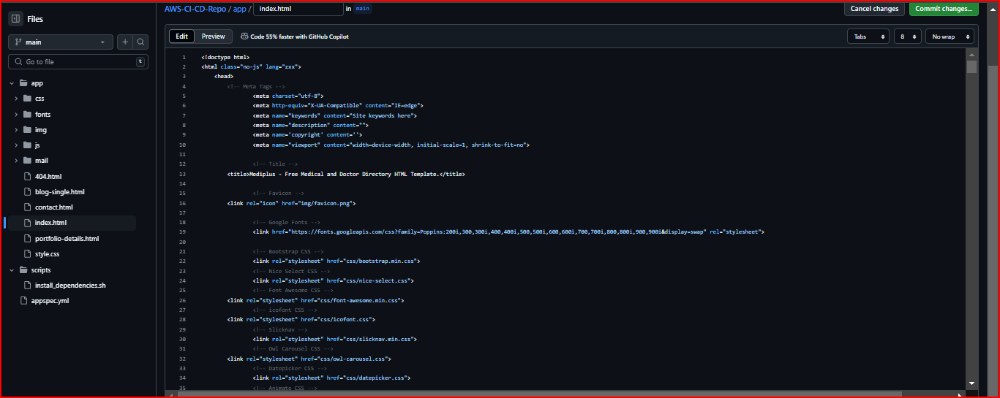 Files
main
Go to file
t
app
css
fonts
img
js
mail
404.html
blog-single.html
contact.html
index.html
portfolio-details.html
style.css
scripts
install_dependencies.sh
appspec.yml
AWS-CI-CD-Repo / app / index.html in main
Cancel changes
Commit changes...
Edit
Preview
Code 55% faster with GitHub Copilot
Tabs
8
No wrap
1 <!doctype html>
2 <html class="no-js" lang="zxx">
3 <head>
4 <!-- Meta Tags -->
5 <meta charset="utf-8">
6 <meta http-equiv="X-UA-Compatible" content="IE=edge">
7 <meta name="keywords" content="Site keywords here">
8 <meta name="description" content="">
9 <meta name='copyright' content=''>
10 <meta name="viewport" content="width=device-width, initial-scale=1, shrink-to-fit=no">
11
12 <!-- Title -->
13 <title>Mediplus - Free Medical and Doctor Directory HTML Template.</title>
14
15 <!-- Favicon -->
16 <link rel="icon" href="img/favicon.png">
17
18 <!-- Google Fonts -->
19 <link href="https://fonts.googleapis.com/css?family=Poppins:200i,300,300i,400,400i,500,500i,600,600i,700,700i,800,800i,900,900i&display=swap" rel="stylesheet">
20
21 <!-- Bootstrap CSS -->
22 <link rel="stylesheet" href="css/bootstrap.min.css">
23 <!-- Nice Select CSS -->
24 <link rel="stylesheet" href="css/nice-select.css">
25 <!-- Font Awesome CSS -->
26 <link rel="stylesheet" href="css/font-awesome.min.css">
27 <!-- icofont CSS -->
28 <link rel="stylesheet" href="css/icofont.css">
29 <!-- Slicknav -->
30 <link rel="stylesheet" href="css/slicknav.min.css">
31 <!-- Owl Carousel CSS -->
32 <link rel="stylesheet" href="css/owl-carousel.css">
33 <!-- Datepicker CSS -->
34 <link rel="stylesheet" href="css/datepicker.css">
35 <!-- Animate CSS -->